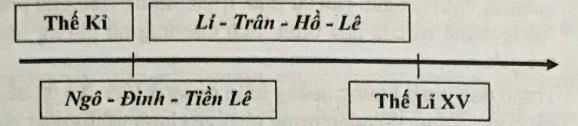 Thế Kỉ
Lí - Trân - Hồ - Lê
Ngô - Đinh - Tiền Lê
Thế Lỉ XV